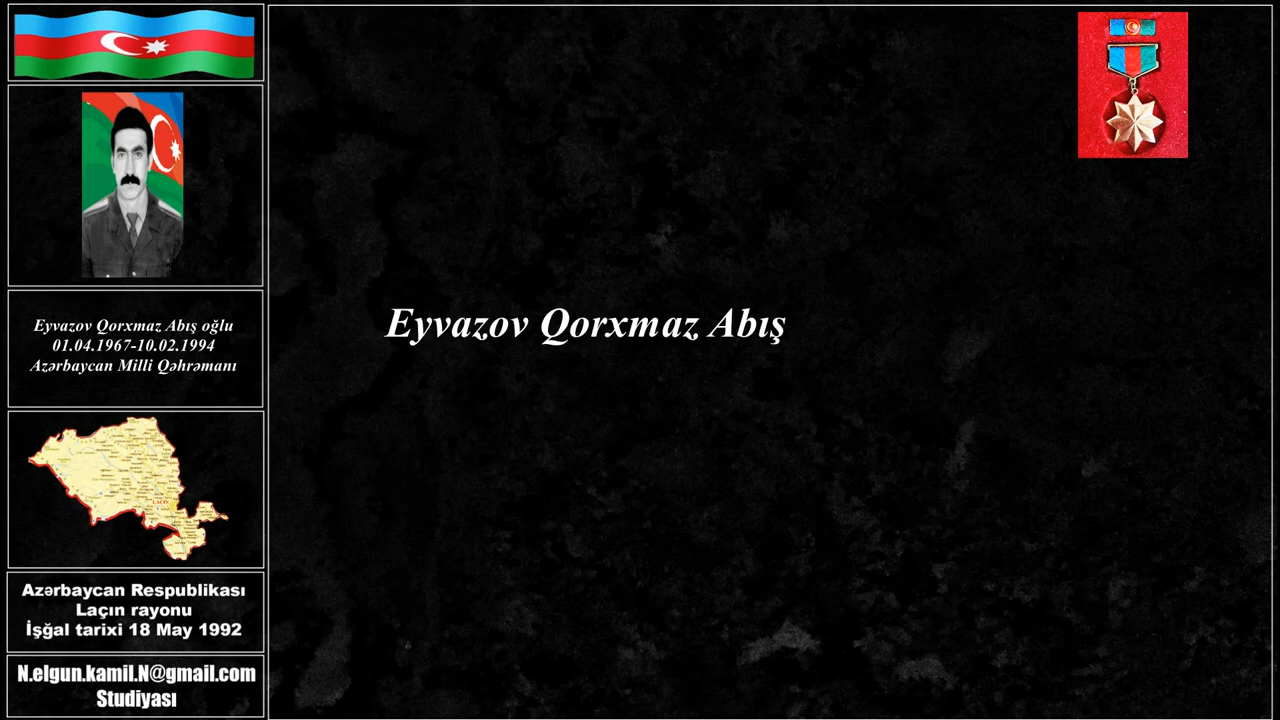 Eyvazov Qorxmaz Abış oğlu
01.04.1967-10.02.1994
Azərbaycan Milli Qəhrəmanı
LAÇIN
Azərbaycan Respublikası
Laçın rayonu
İşğal tarixi 18 May 1992
N.elgun.kamil.N@gmail.com
Studiyası
Eyvazov Qorxmaz Abış